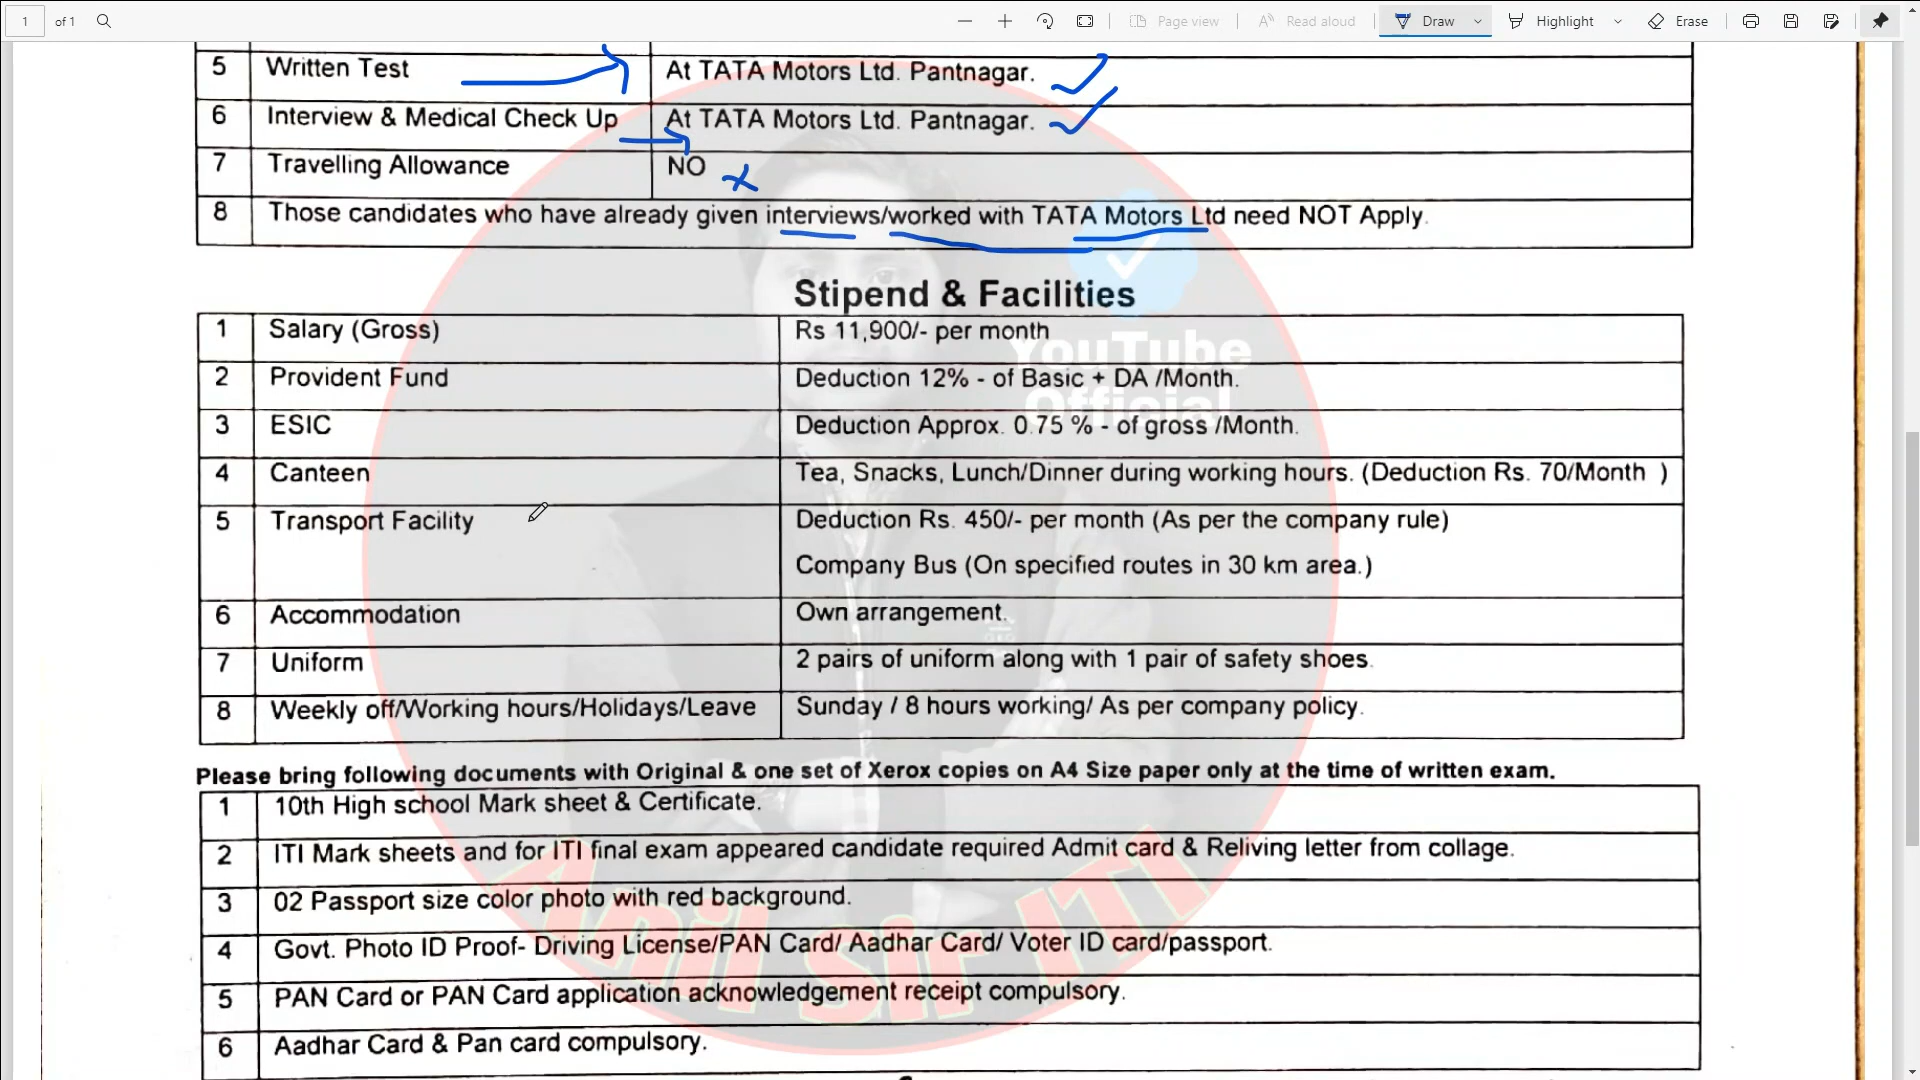 1 of 1 Page view Read aloud Draw Highlight Erase
5 Written Test At TATA Motors Ltd. Pantnagar.
6 Interview & Medical Check Up At TATA Motors Ltd. Pantnagar.
7 Travelling Allowance NO
8 Those candidates who have already given interviews/worked with TATA Motors Ltd need NOT Apply.
Stipend & Facilities
1 Salary (Gross) Rs 11,900/- per month
2 Provident Fund Deduction 12% - of Basic + DA /Month.
3 ESIC Deduction Approx. 0.75 % - of gross /Month.
4 Canteen Tea, Snacks, Lunch/Dinner during working hours. (Deduction Rs. 70/Month )
5 Transport Facility Deduction Rs. 450/- per month (As per the company rule)
Company Bus (On specified routes in 30 km area.)
6 Accommodation Own arrangement.
7 Uniform 2 pairs of uniform along with 1 pair of safety shoes.
8 Weekly off/Working hours/Holidays/Leave Sunday / 8 hours working/ As per company policy.
Please bring following documents with Original & one set of Xerox copies on A4 Size paper only at the time of written exam.
1 10th High school Mark sheet & Certificate.
2 ITI Mark sheets and for ITI final exam appeared candidate required Admit card & Reliving letter from collage.
3 02 Passport size color photo with red background.
4 Govt. Photo ID Proof- Driving License/PAN Card/ Aadhar Card/ Voter ID card/passport.
5 PAN Card or PAN Card application acknowledgement receipt compulsory.
6 Aadhar Card & Pan card compulsory.
YouTube
Official
Anil Sir ITI